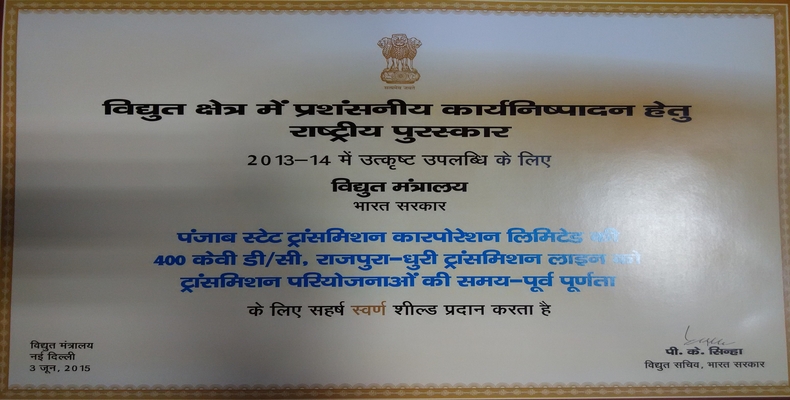 विद्युत क्षेत्र में प्रशंसनीय कार्यनिष्पादन हेतु
राष्ट्रीय पुरस्कार
2013-14 में उत्कृष्ट उपलब्धि के लिए
विद्युत मंत्रालय
भारत सरकार
पंजाब स्टेट ट्रांसमिशन कारपोरेशन लिमिटेड
400 केवी डी/सी, राजपुरा-धुरी ट्रांसमिशन लाइन
ट्रांसमिशन परियोजनाओं की समय-पूर्व पूर्णता
के लिए सहर्ष स्वर्ण शील्ड प्रदान करता है
विद्युत मंत्रालय
नई दिल्ली
3 जून, 2015
पी. के. सिन्हा
विद्युत सचिव, भारत सरकार